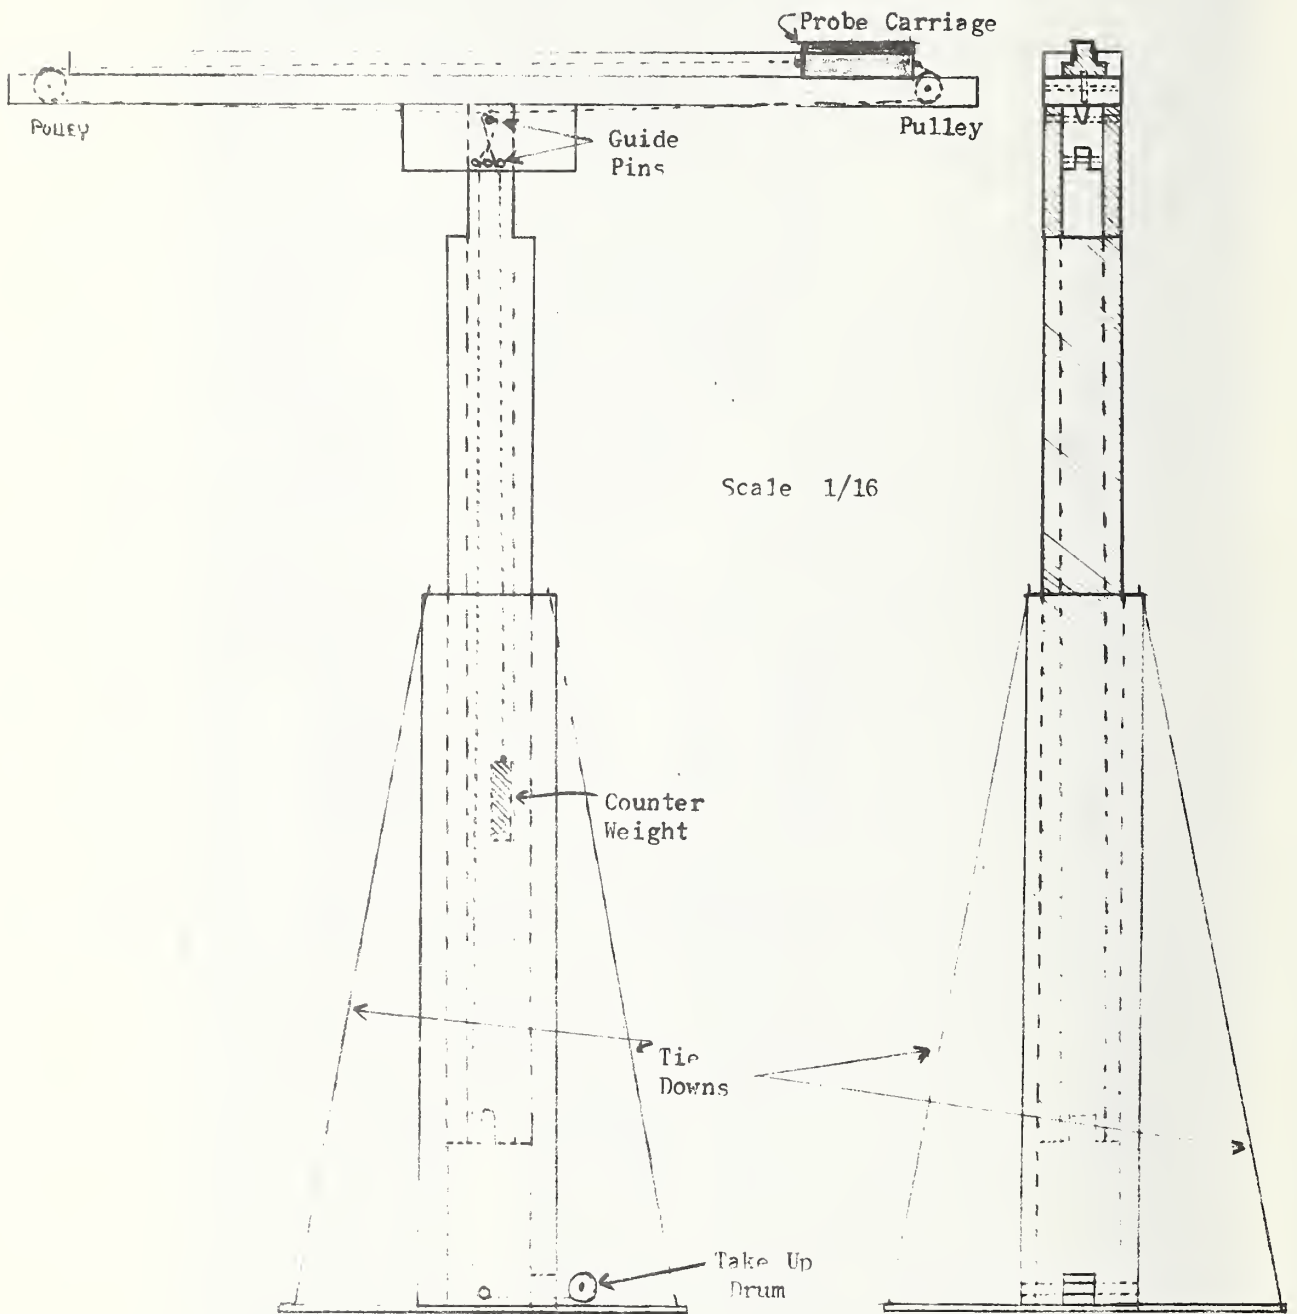 Probe Carriage
PULLEY
Pulley
Guide
Pins
Scale 1/16
Counter
Weight
Tie
Downs
Take Up
Drum